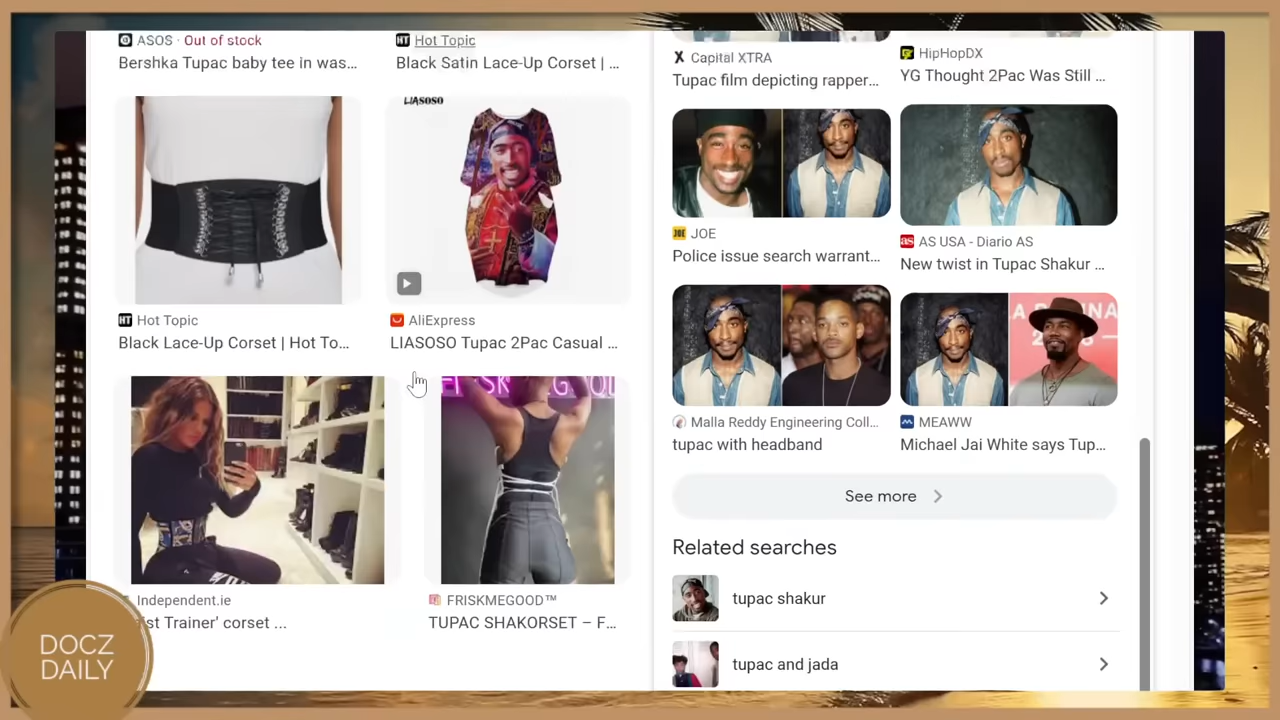 ASOS · Out of stock
Bershka Tupac baby tee in was...
Hot Topic
Black Satin Lace-Up Corset | ...
LIASOSO
Hot Topic
Black Lace-Up Corset | Hot To...
AliExpress
LIASOSO Tupac 2Pac Casual ...
Independent.ie
ist Trainer' corset ...
FRISKMEGOOD™
TUPAC SHAKORSET – F...
Capital XTRA
Tupac film depicting rapper...
HipHopDX
YG Thought 2Pac Was Still ...
JOE
JOE
Police issue search warrant...
as
AS USA - Diario AS
New twist in Tupac Shakur ...
Malla Reddy Engineering Coll...
tupac with headband
MEAWW
Michael Jai White says Tup...
See more
Related searches
tupac shakur
tupac and jada
DOCZ
DAILY